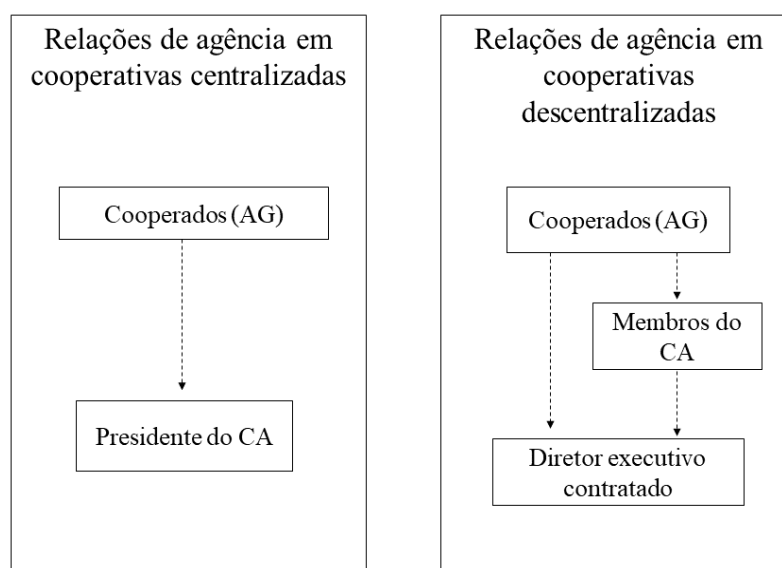 Relações de agência em
cooperativas centralizadas
Cooperados (AG)
Presidente do CA
Relações de agência em
cooperativas
descentralizadas
Cooperados (AG)
Membros do
CA
Diretor executivo
contratado